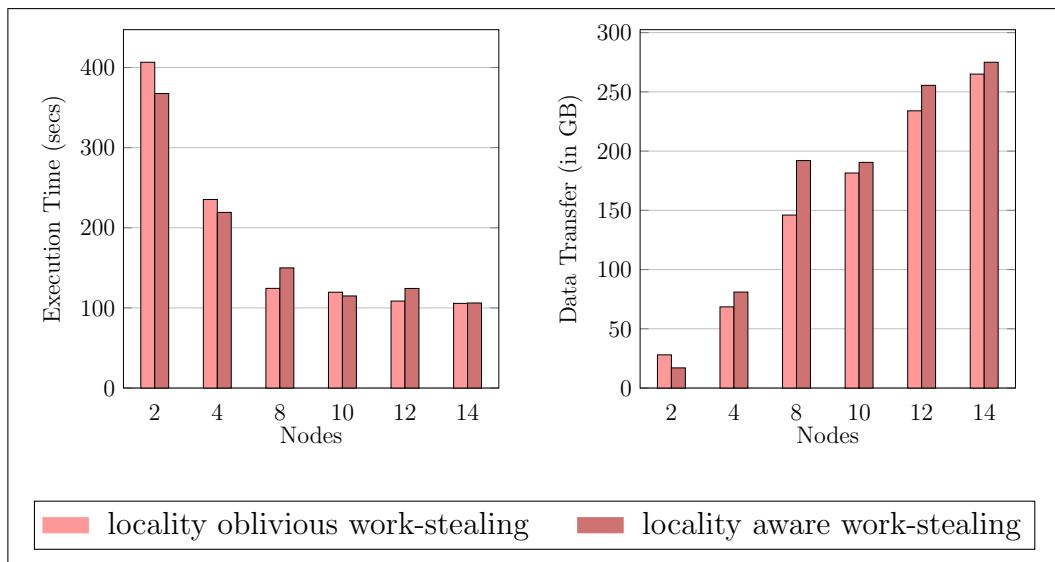 Execution Time (secs)
400
300
200
100
0
2 4 8 10 12 14
Nodes
Data Transfer (in GB)
300
250
200
150
100
50
0
2 4 8 10 12 14
Nodes
locality oblivious work-stealing
locality aware work-stealing